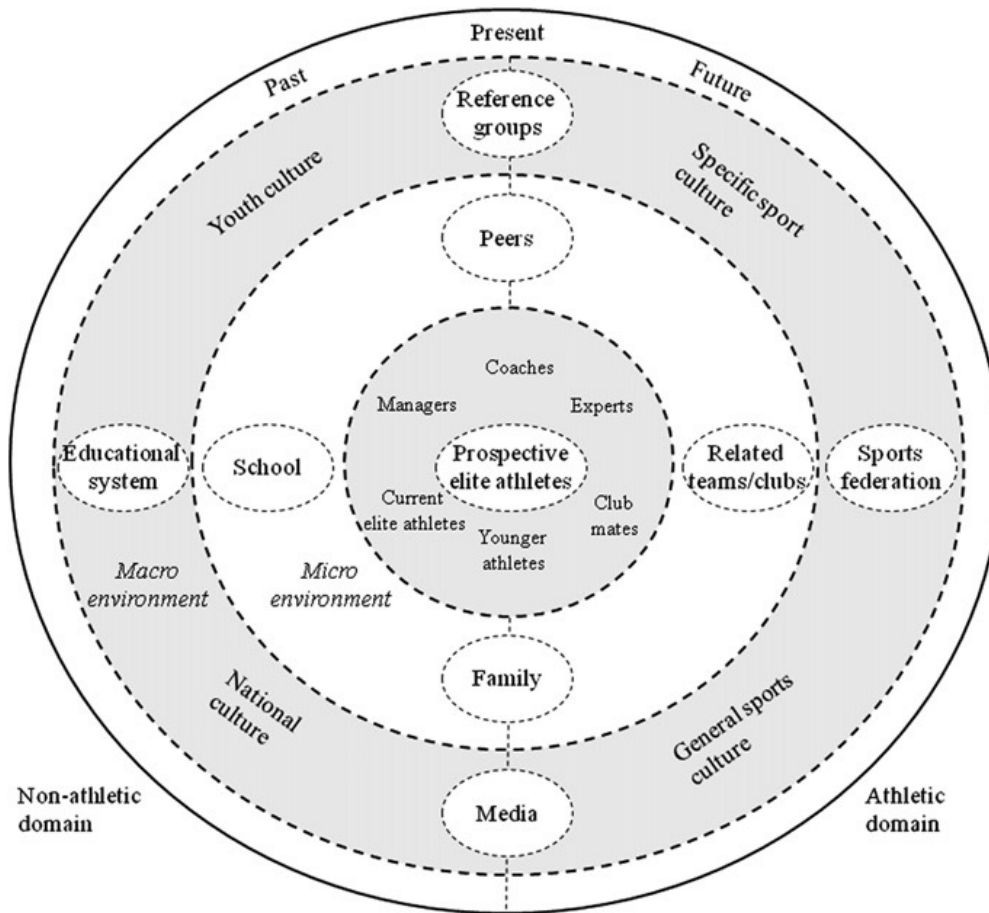 Present
Past
Future
Reference
groups
Youth culture
Specific sport
culture
Peers
Coaches
Managers
Experts
Educational
system
School
Prospective
elite athletes
Related
teams/clubs
Sports
federation
Current
elite athletes
Club
mates
Younger
athletes
Macro
environment
Micro
environment
Family
National
culture
General sports
culture
Media
Non-athletic
domain
Athletic
domain